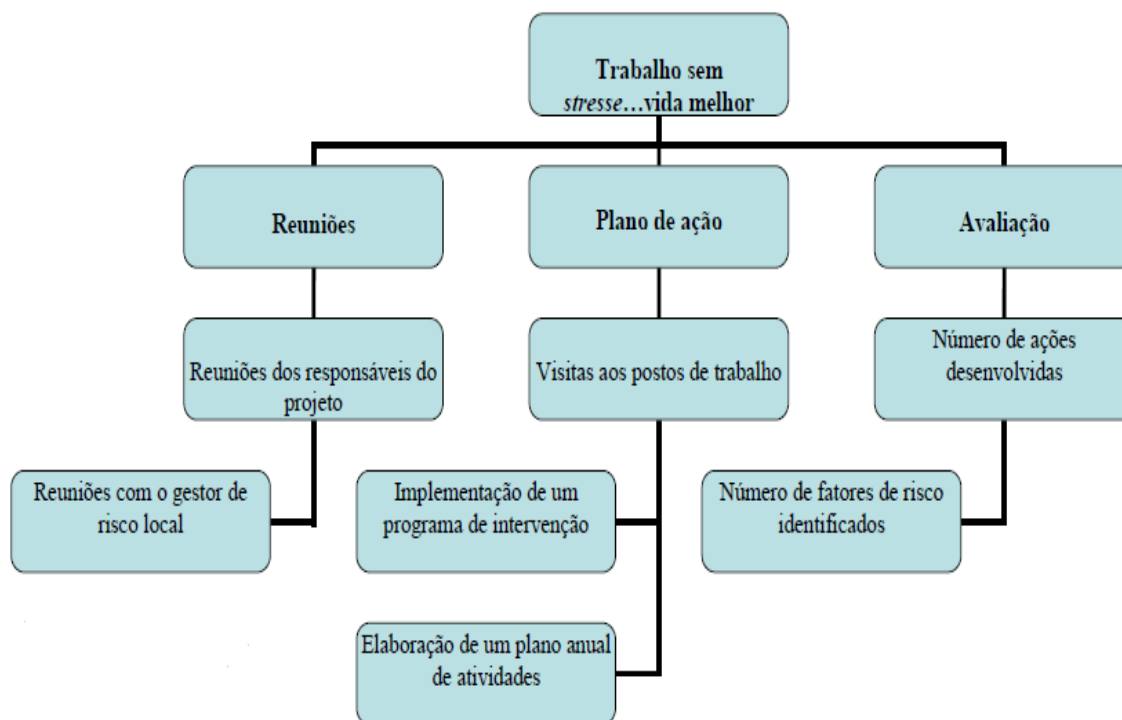 Trabalho sem
stresse...vida melhor
Reuniões
Plano de ação
Avaliação
Reuniões dos responsáveis do
projeto
Visitas aos postos de trabalho
Número de ações
desenvolvidas
Reuniões com o gestor de
risco local
Implementação de um
programa de intervenção
Número de fatores de risco
identificados
Elaboração de um plano anual
de atividades